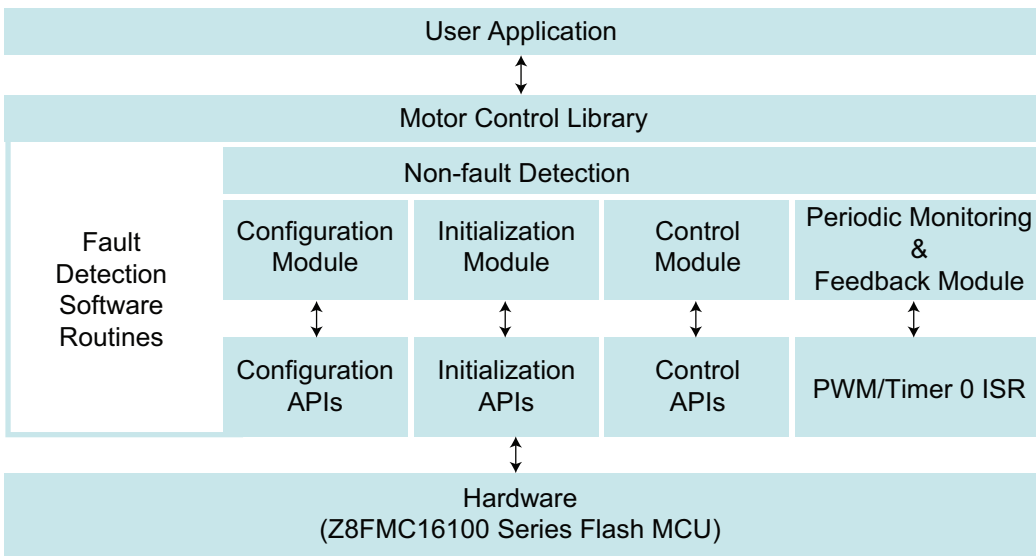 User Application
Motor Control Library
Non-fault Detection
Fault
Detection
Software
Routines
Configuration
Module
Initialization
Module
Control
Module
Periodic Monitoring
&
Feedback Module
Configuration
APIs
Initialization
APIs
Control
APIs
PWM/Timer 0 ISR
Hardware
(Z8FMC16100 Series Flash MCU)